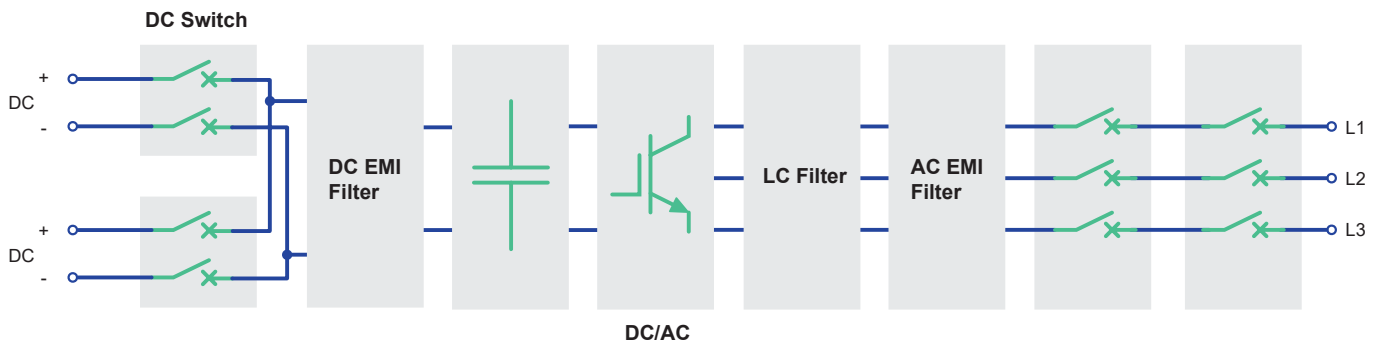 DC Switch
+
DC
-
+
DC
-
DC EMI
Filter
DC/AC
LC Filter
AC EMI
Filter
L1
L2
L3